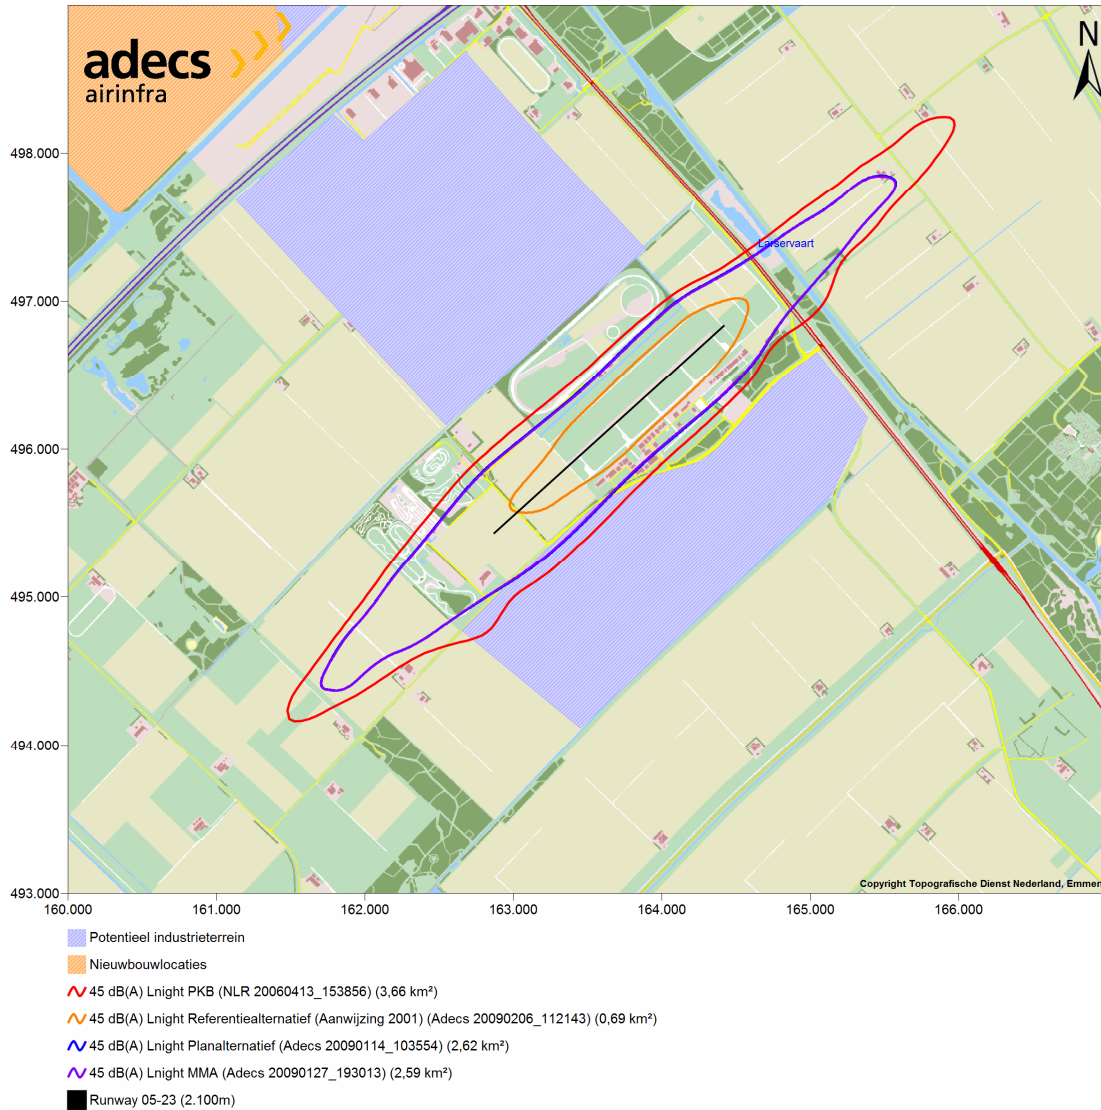 adecs
airinfra
N
498.000
Larservaart
497.000
496.000
495.000
494.000
493.000
Copyright Topografische Dienst Nederland, Emmen
160.000 161.000 162.000 163.000 164.000 165.000 166.000
Potentieel industrieterrein
Nieuwbouwlocaties
45 dB(A) Lnight PKB (NLR 20060413_153856) (3,66 km²)
45 dB(A) Lnight Referentiealternatief (Aanwijzing 2001) (Adecs 20090206_112143) (0,69 km²)
45 dB(A) Lnight Planalternatief (Adecs 20090114_103554) (2,62 km²)
45 dB(A) Lnight MMA (Adecs 20090127_193013) (2,59 km²)
Runway 05-23 (2.100m)